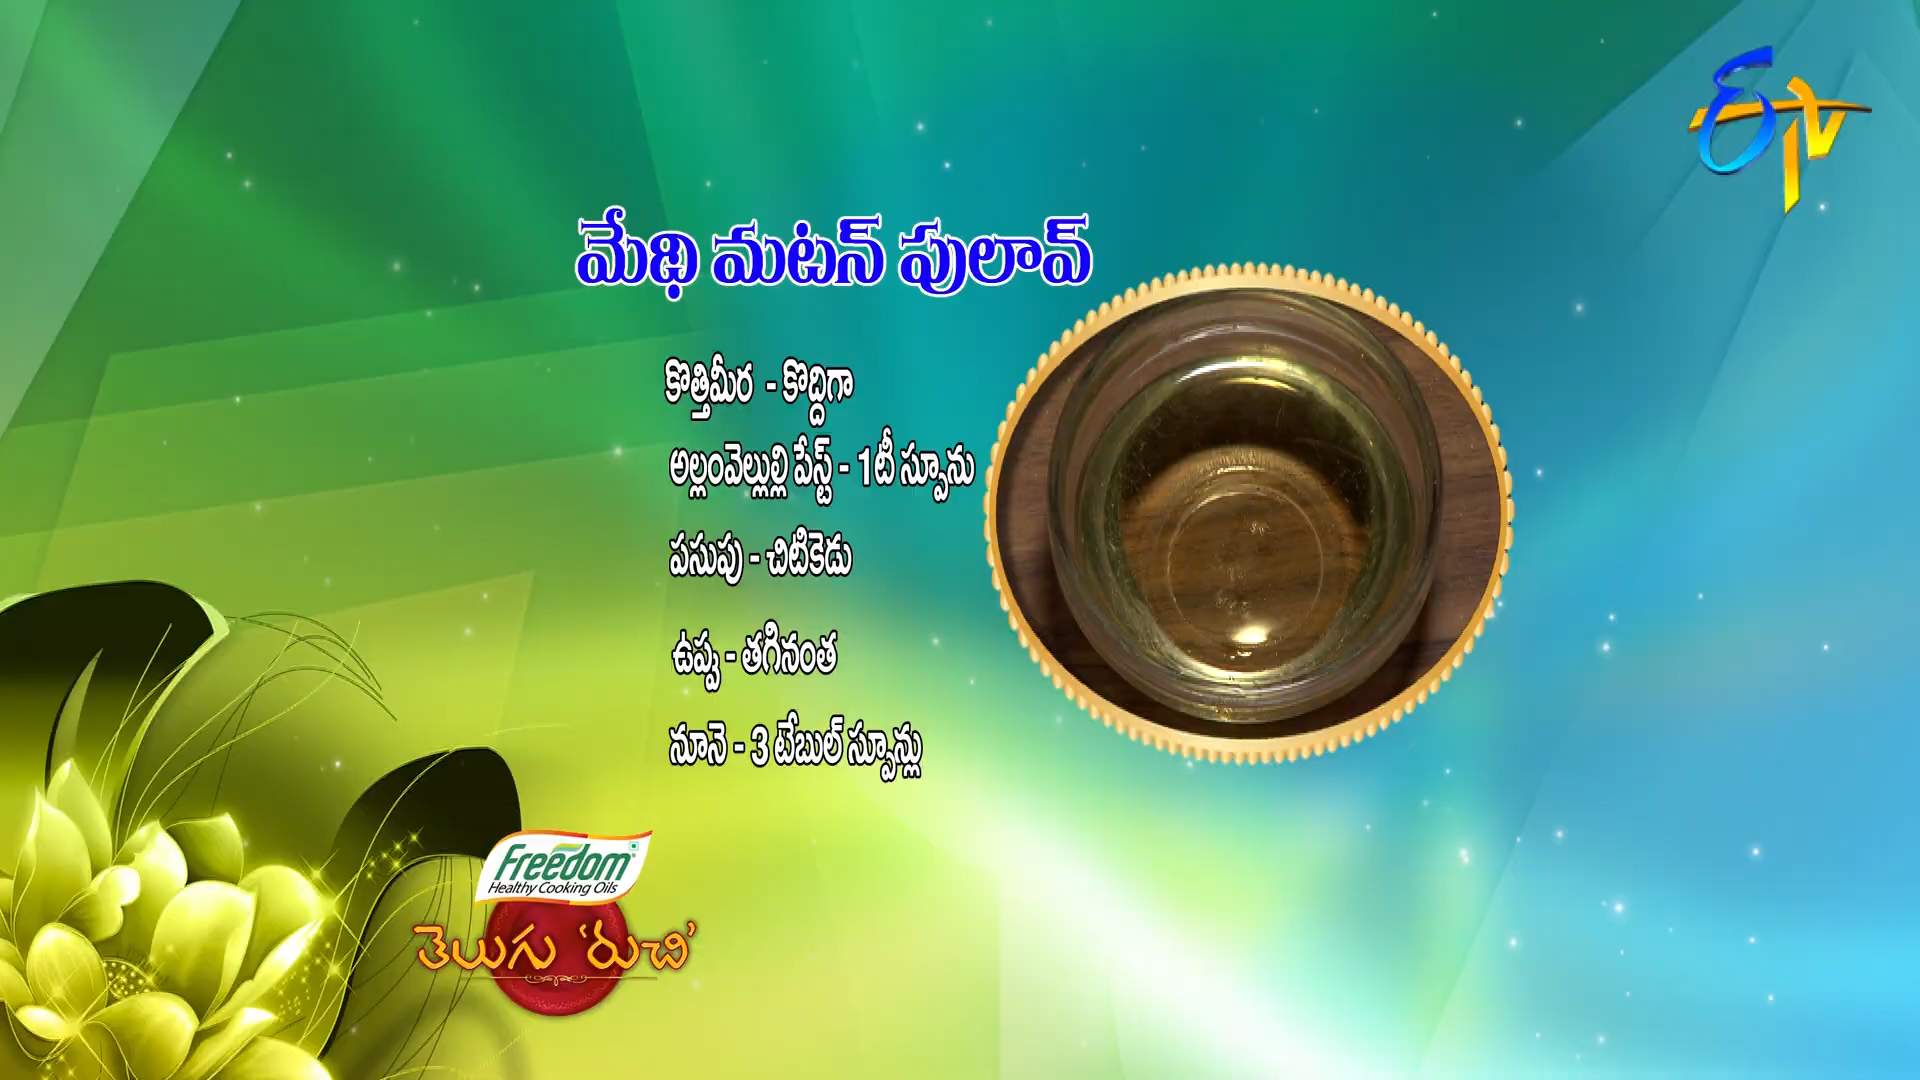 ETV
మేథి మటన్ పులావ్
కొత్తిమీర - కొద్దిగా
అల్లంవెల్లుల్లి పేస్ట్ - 1టీ స్పూను
పసుపు - చిటికెడు
ఉప్పు - తగినంత
నూనె - 3 టేబుల్ స్పూన్లు
Freedom
Healthy Cooking Oils
తెలుగు 'రుచి'